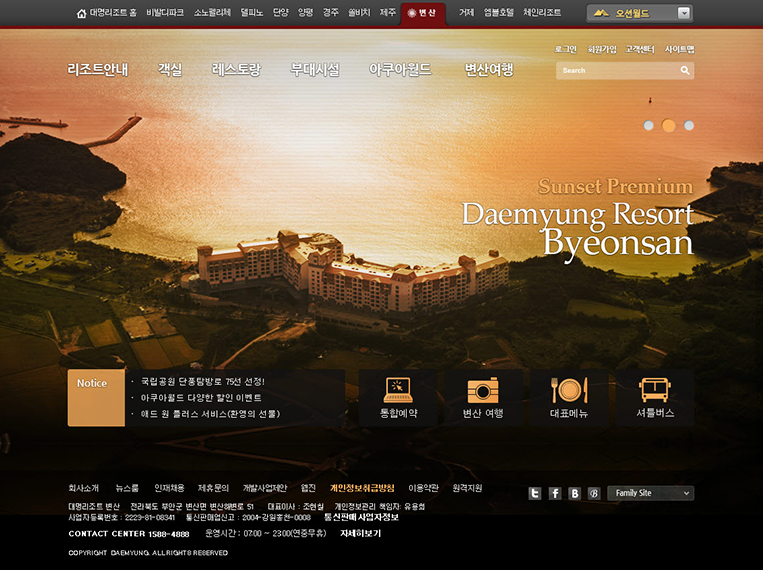 대명리조트 홈 비발디파크 소노펠리체 델피노 단양 양평 경주 쏠비치 제주 변산 거제 엠블호텔 체인리조트 오션월드
로그인 회원가입 고객센터 사이트맵
리조트안내 객실 레스토랑 부대시설 아쿠아월드 변산여행
Search
Sunset Premium
Daemyung Resort
Byeonsan
Notice
· 국립공원 단풍탐방로 75선 선정!
· 아쿠아월드 다양한 할인 이벤트
· 애드 원 플러스 서비스(환영의 선물)
통합예약 변산 여행 대표메뉴 셔틀버스
회사소개 뉴스룸 인재채용 제휴문의 개발사업제안 웹진 개인정보취급방침 이용약관 원격지원
Family Site
대명리조트 변산 전라북도 부안군 변산면 변산해변로 51 대표이사 : 조현철 개인정보관리 책임자: 유용희
사업자등록번호 : 2223-81-08341 통신판매업신고 : 2004-강원홍천-0008 통신판매사업자정보
CONTACT CENTER 1588-4888 운영시간 : 07:00 ~ 23:00(연중무휴) 자세히보기
COPYRIGHT DAEMYUNG. ALL RIGHTS RESERVED